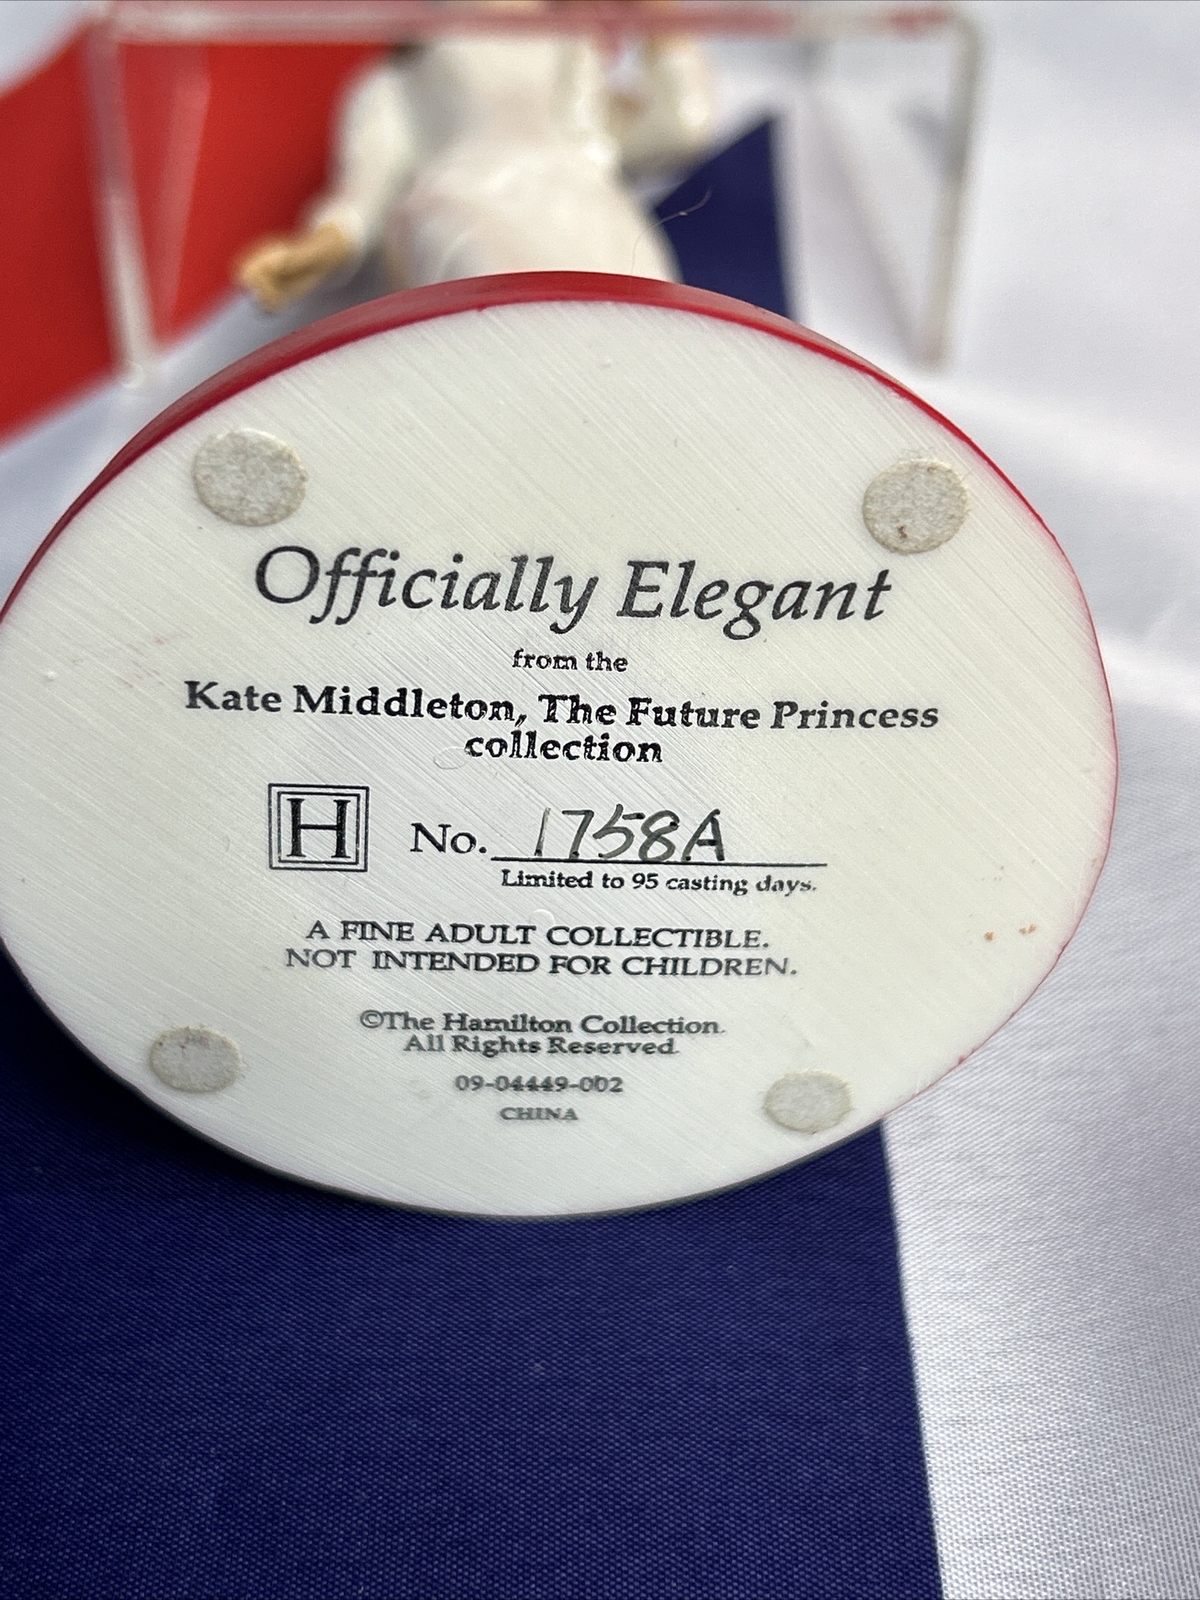 Officially Elegant
from the
Kate Middleton, The Future Princess
collection
H No. 1758A
Limited to 95 casting days.
A FINE ADULT COLLECTIBLE.
NOT INTENDED FOR CHILDREN.
©The Hamilton Collection.
All Rights Reserved.
09-04449-002
CHINA